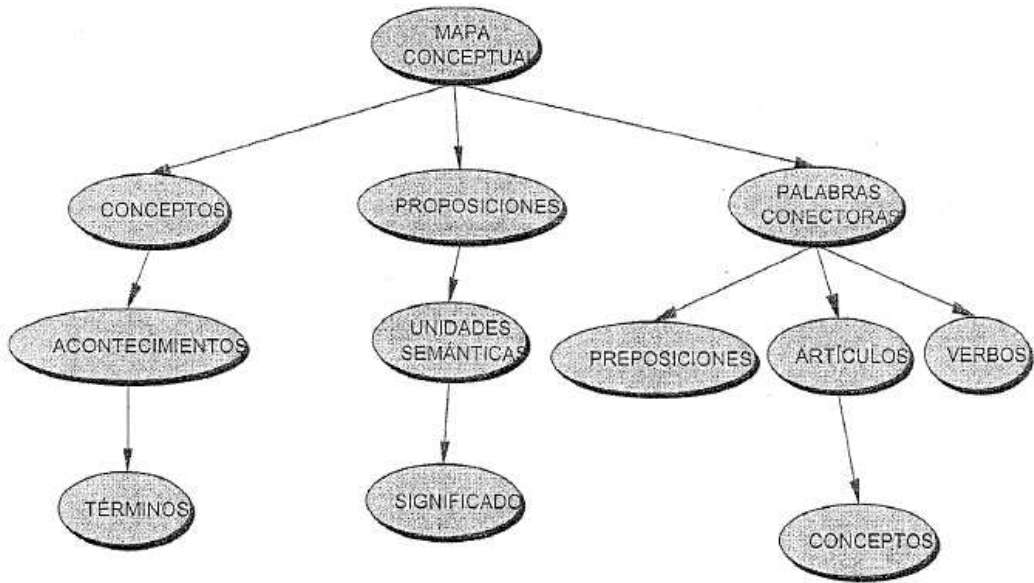 MAPA
CONCEPTUAL
CONCEPTOS
PROPOSICIONES
PALABRAS
CONECTORAS
ACONTECIMIENTOS
UNIDADES
SEMÁNTICAS
PREPOSICIONES
ARTÍCULOS
VERBOS
TÉRMINOS
SIGNIFICADO
CONCEPTOS